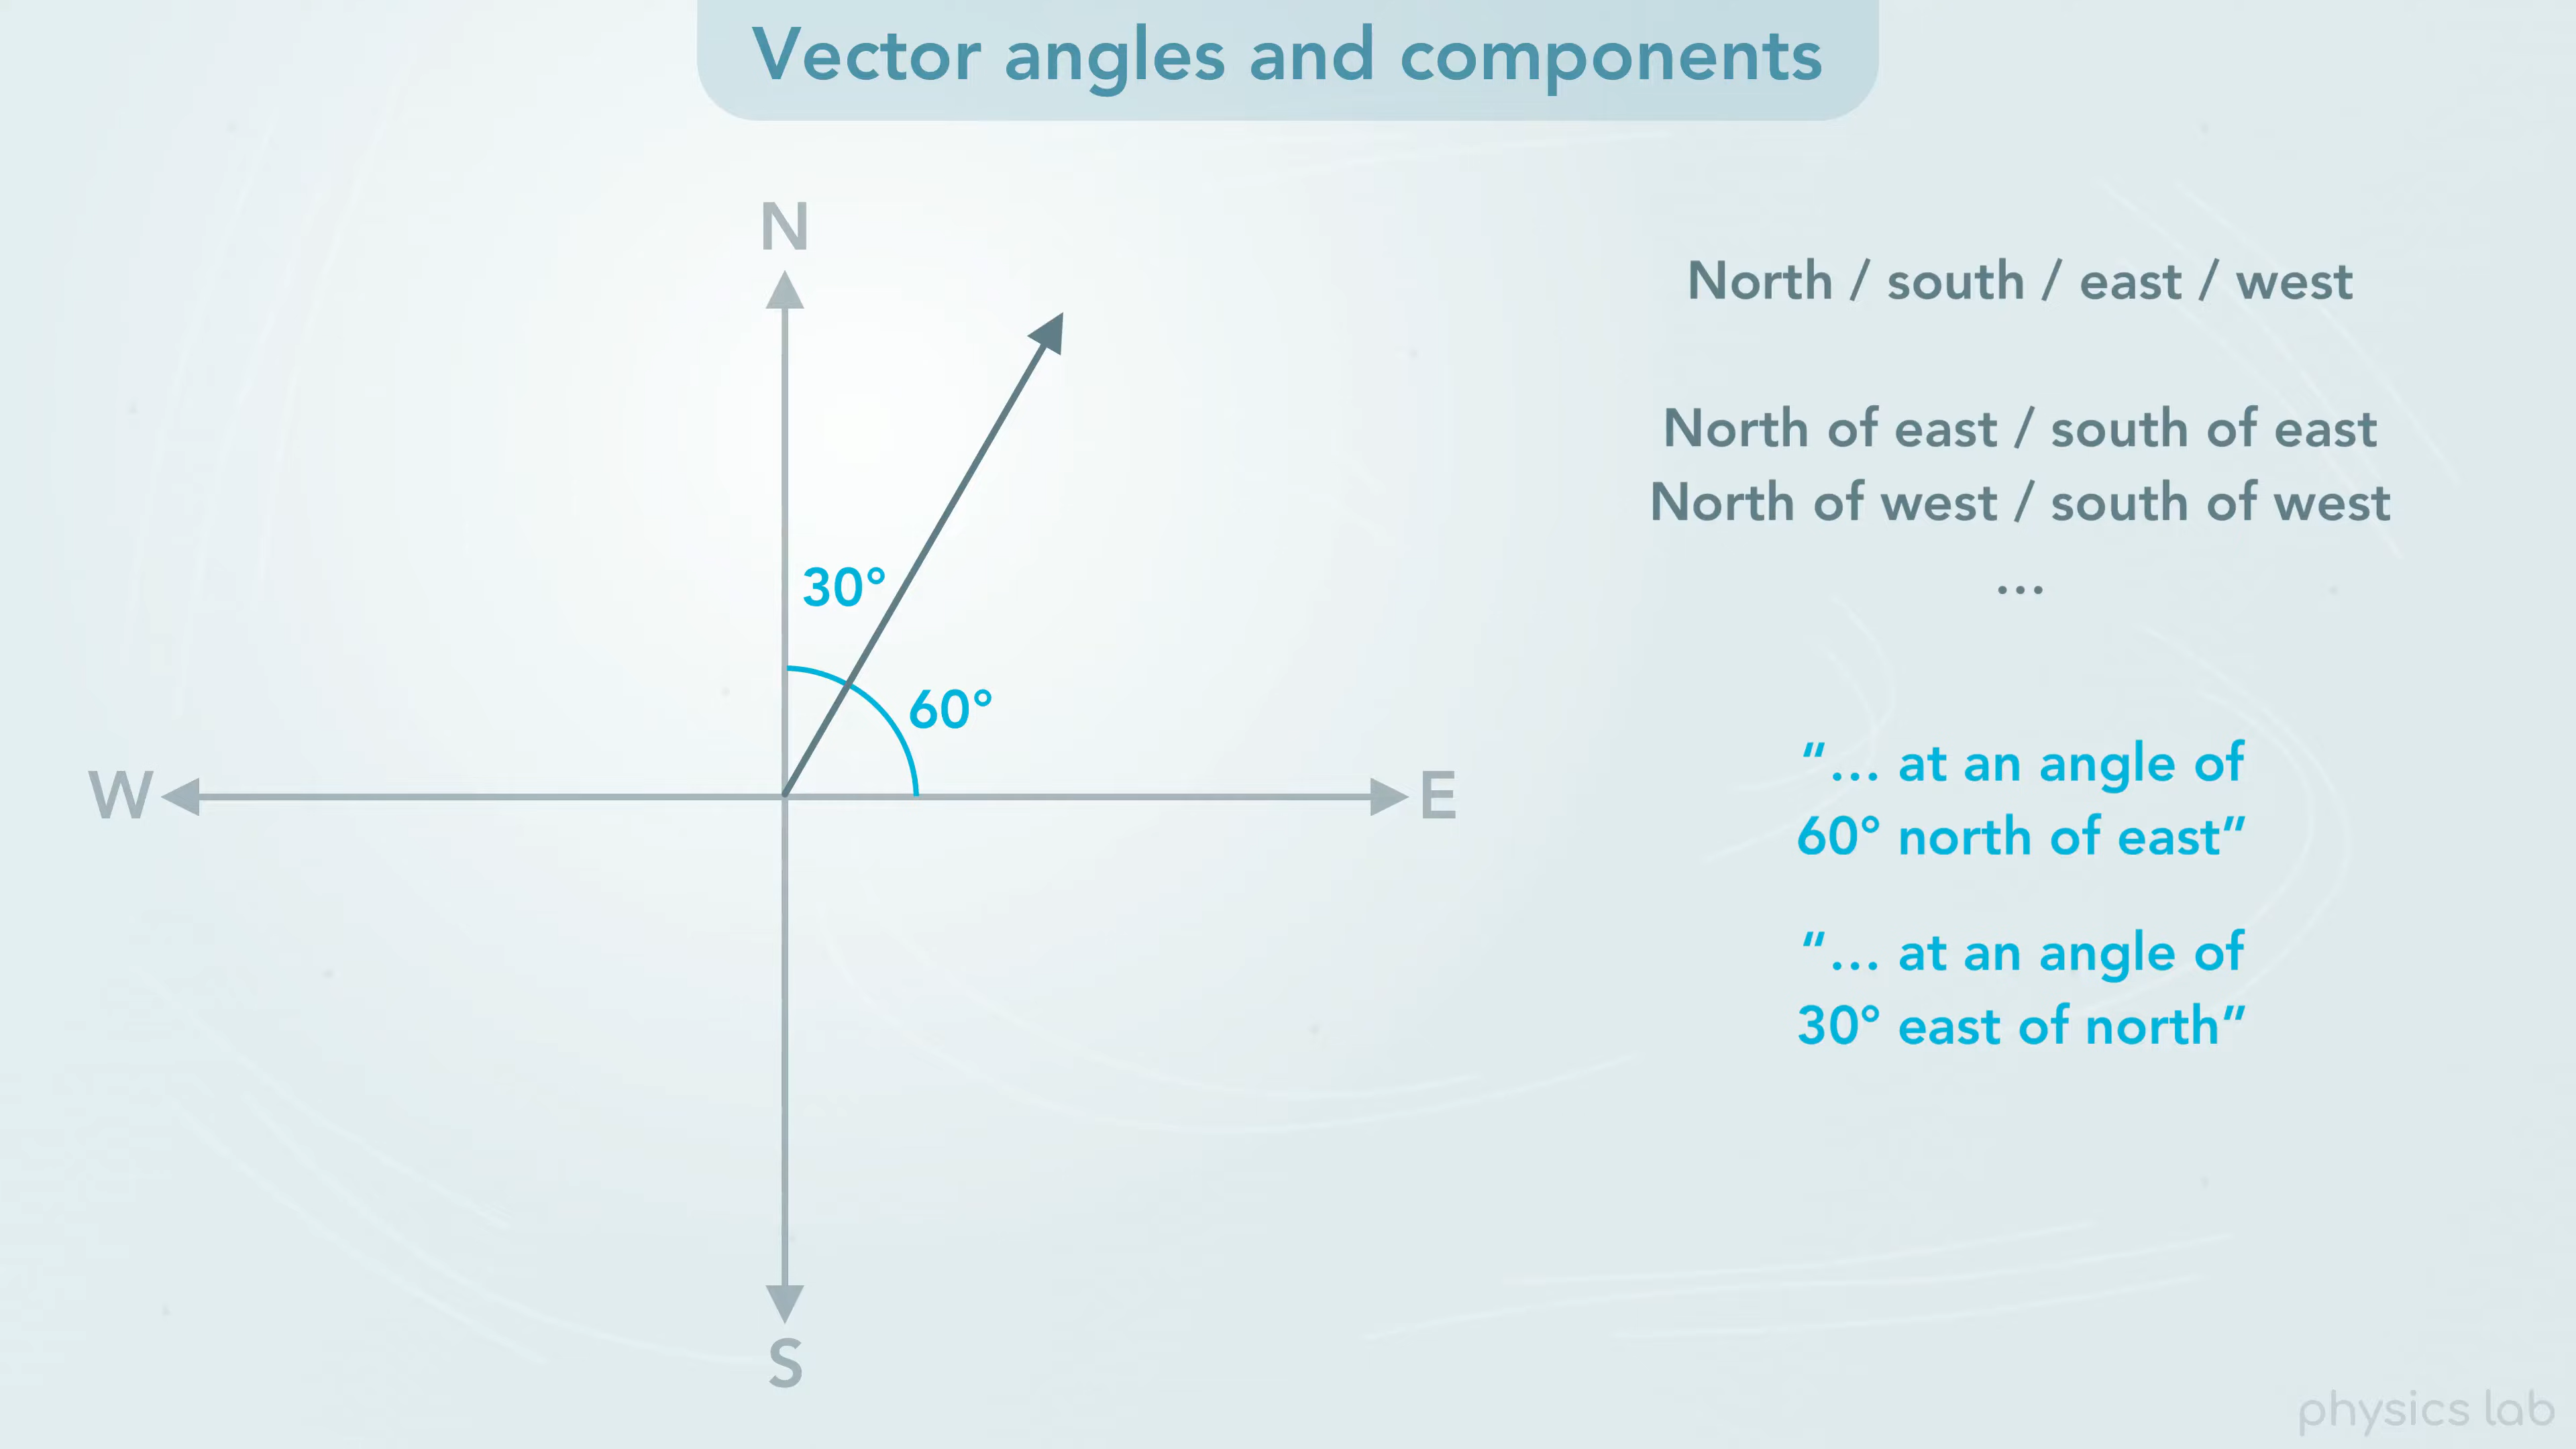 Vector angles and components
N
W
E
S
30°
60°
North / south / east / west
North of east / south of east
North of west / south of west
...
"... at an angle of
60° north of east"
"... at an angle of
30° east of north"
physics lab